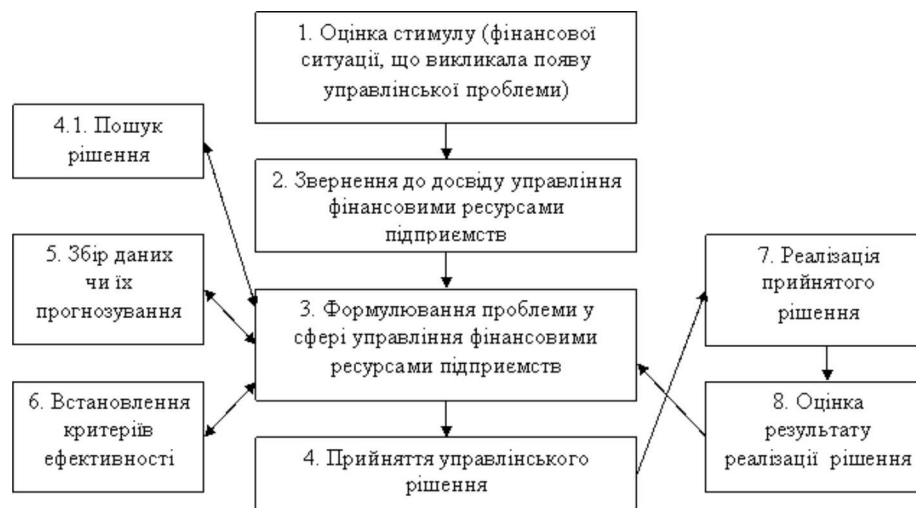 1. Оцінка стимулу (фінансової
ситуації, що викликала появу
управлінської проблеми)
4.1. Пошук
рішення
2. Звернення до досвіду управління
фінансовими ресурсами
підприємств
5. Збір даних
чи їх
прогнозування
3. Формулювання проблеми у
сфері управління фінансовими
ресурсами підприємств
7. Реалізація
прийнятого
рішення
6. Встановлення
критеріїв
ефективності
4. Прийняття управлінського
рішення
8. Оцінка
результату
реалізації рішення